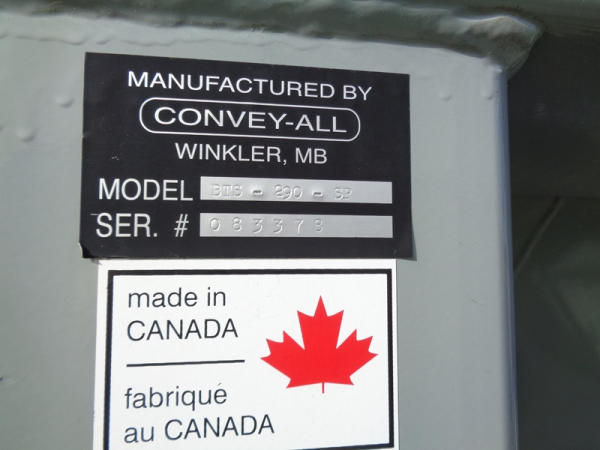 MANUFACTURED BY
CONVEY-ALL
WINKLER, MB
MODEL BTS - 290 - SP
SER. # 083373
made in
CANADA
fabriqué
au CANADA